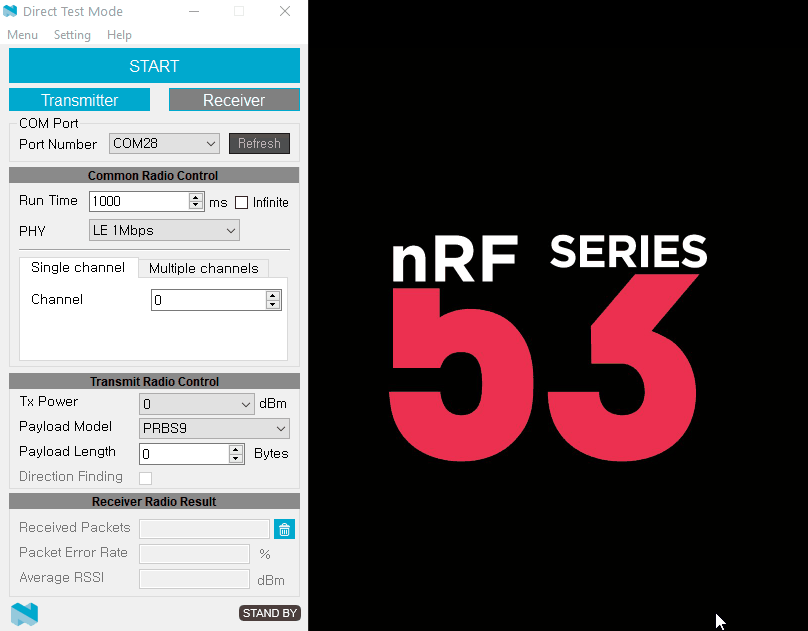 Direct Test Mode
Menu Setting Help
START
Transmitter Receiver
COM Port
Port Number COM28 Refresh
Common Radio Control
Run Time 1000 ms Infinite
PHY LE 1Mbps
Single channel Multiple channels
Channel 0
Transmit Radio Control
Tx Power 0 dBm
Payload Model PRBS9
Payload Length 0 Bytes
Direction Finding
Receiver Radio Result
Received Packets
Packet Error Rate %
Average RSSI dBm
STAND BY
nRF SERIES
53